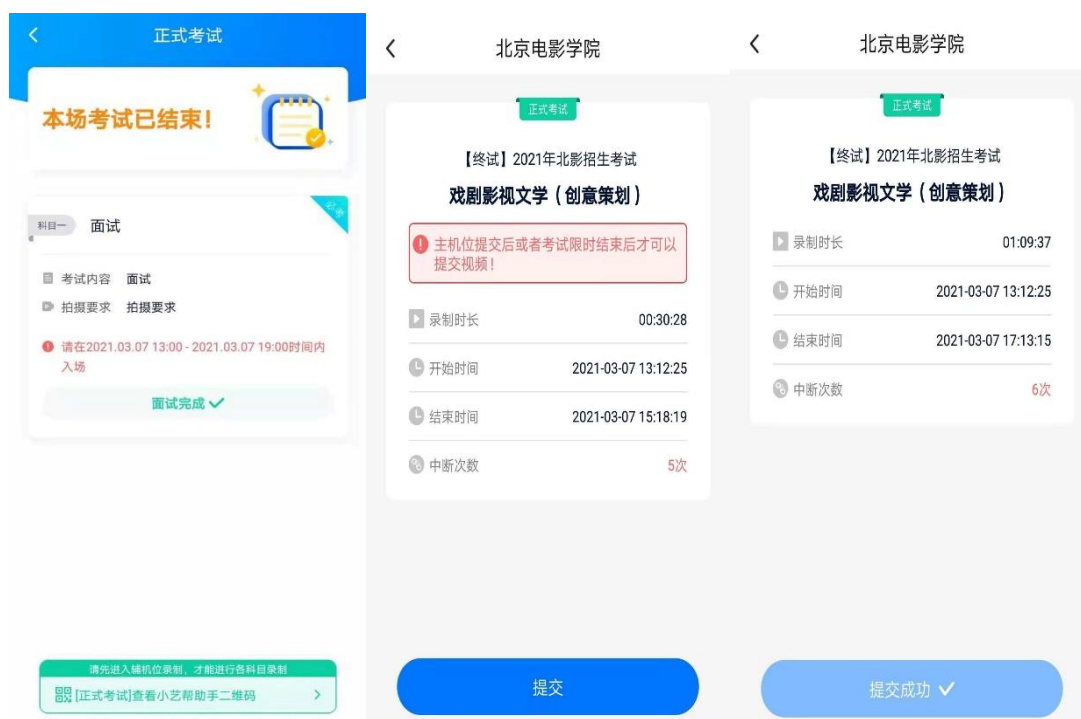 正式考试
本场考试已结束!
必考
科目一 面试
考试内容 面试
拍摄要求 拍摄要求
请在2021.03.07 13:00 - 2021.03.07 19:00时间内
入场
面试完成
请先进入辅机位录制，才能进行各科目录制
[正式考试]查看小艺帮助手二维码
北京电影学院
正式考试
【终试】2021年北影招生考试
戏剧影视文学（创意策划）
主机位提交后或者考试限时结束后才可以
提交视频！
录制时长 00:30:28
开始时间 2021-03-07 13:12:25
结束时间 2021-03-07 15:18:19
中断次数 5次
提交
北京电影学院
正式考试
【终试】2021年北影招生考试
戏剧影视文学（创意策划）
录制时长 01:09:37
开始时间 2021-03-07 13:12:25
结束时间 2021-03-07 17:13:15
中断次数 6次
提交成功